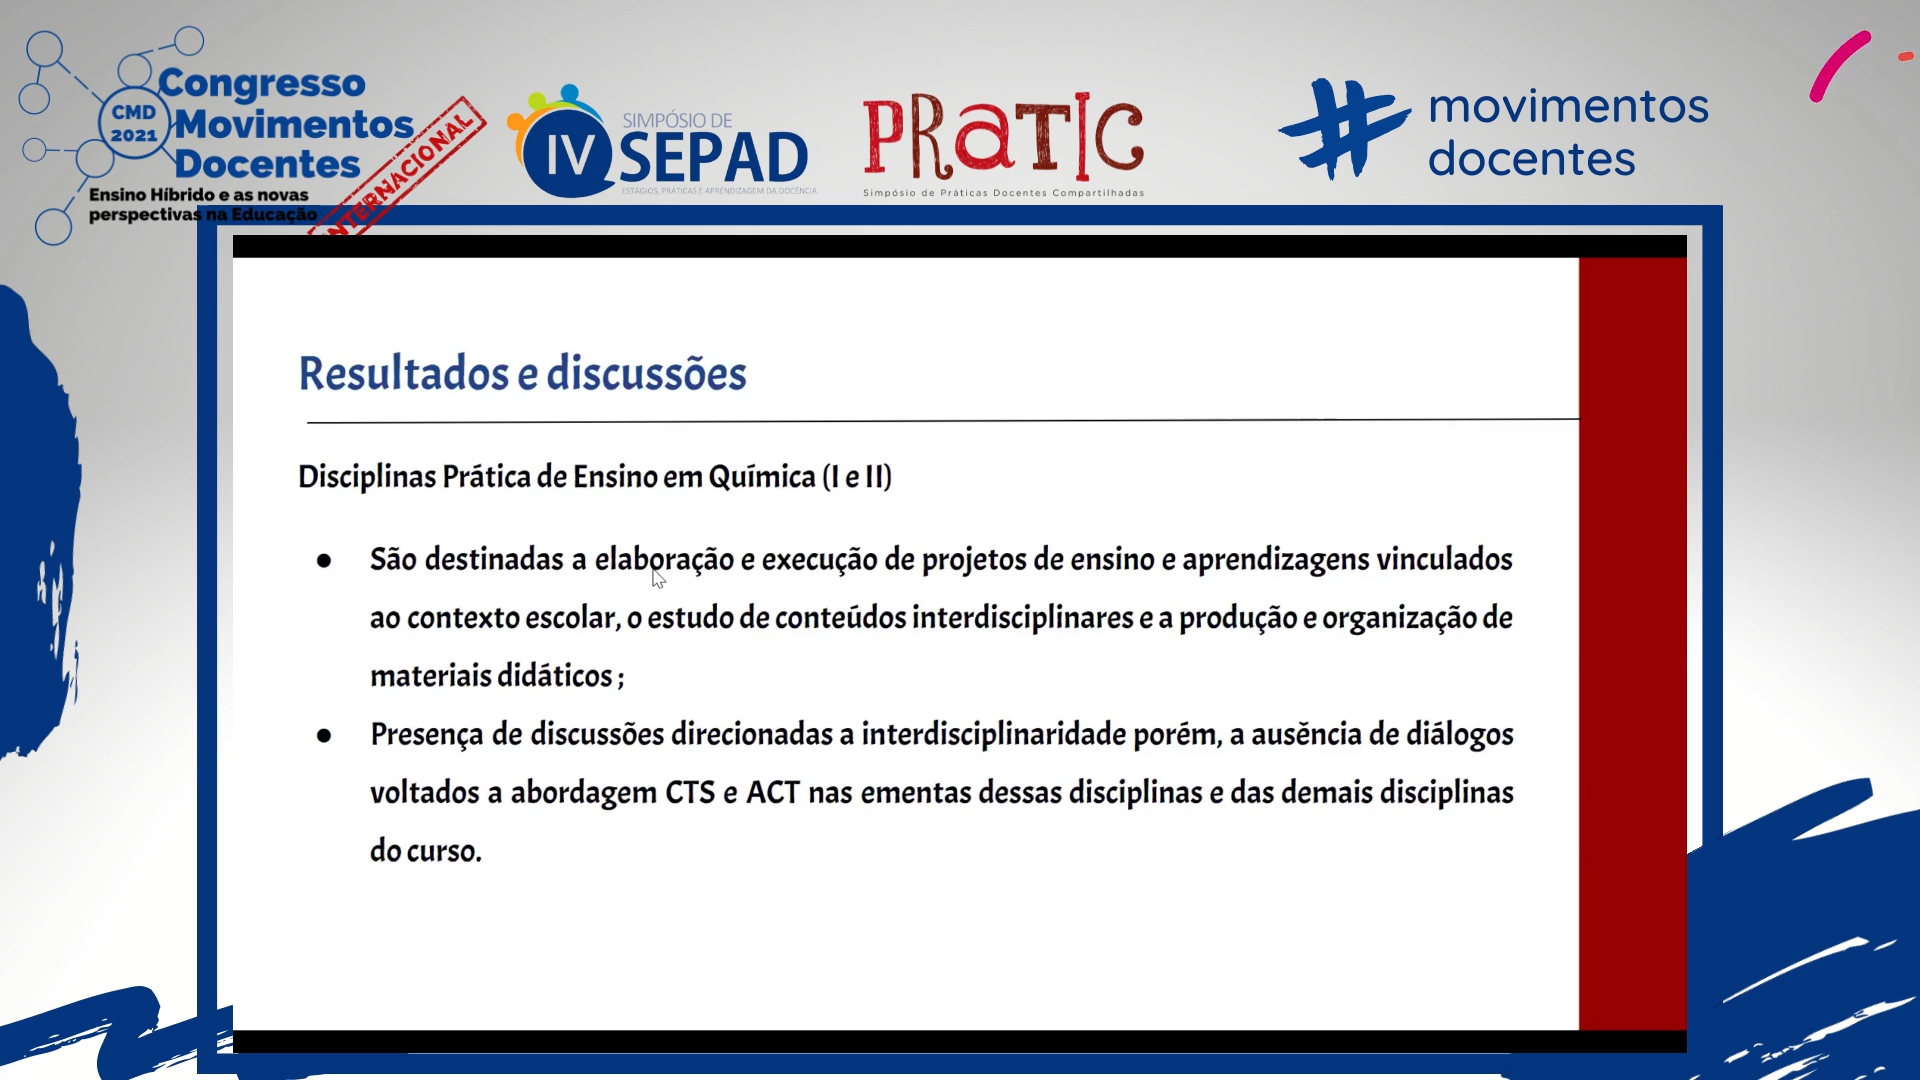 Congresso
Movimentos
Docentes
CMD
2021
Ensino Híbrido e as novas
perspectivas na Educação
INTERNACIONAL
SIMPÓSIO DE
IV SEPAD
ESTÁGIOS, PRÁTICAS E APRENDIZAGEM DA DOCÊNCIA
PRATIC
Simpósio de Práticas Docentes Compartilhadas
# movimentos
docentes
Resultados e discussões
Disciplinas Prática de Ensino em Química (I e II)
● São destinadas a elaboração e execução de projetos de ensino e aprendizagens vinculados
ao contexto escolar, o estudo de conteúdos interdisciplinares e a produção e organização de
materiais didáticos ;
● Presença de discussões direcionadas a interdisciplinaridade porém, a ausência de diálogos
voltados a abordagem CTS e ACT nas ementas dessas disciplinas e das demais disciplinas
do curso.